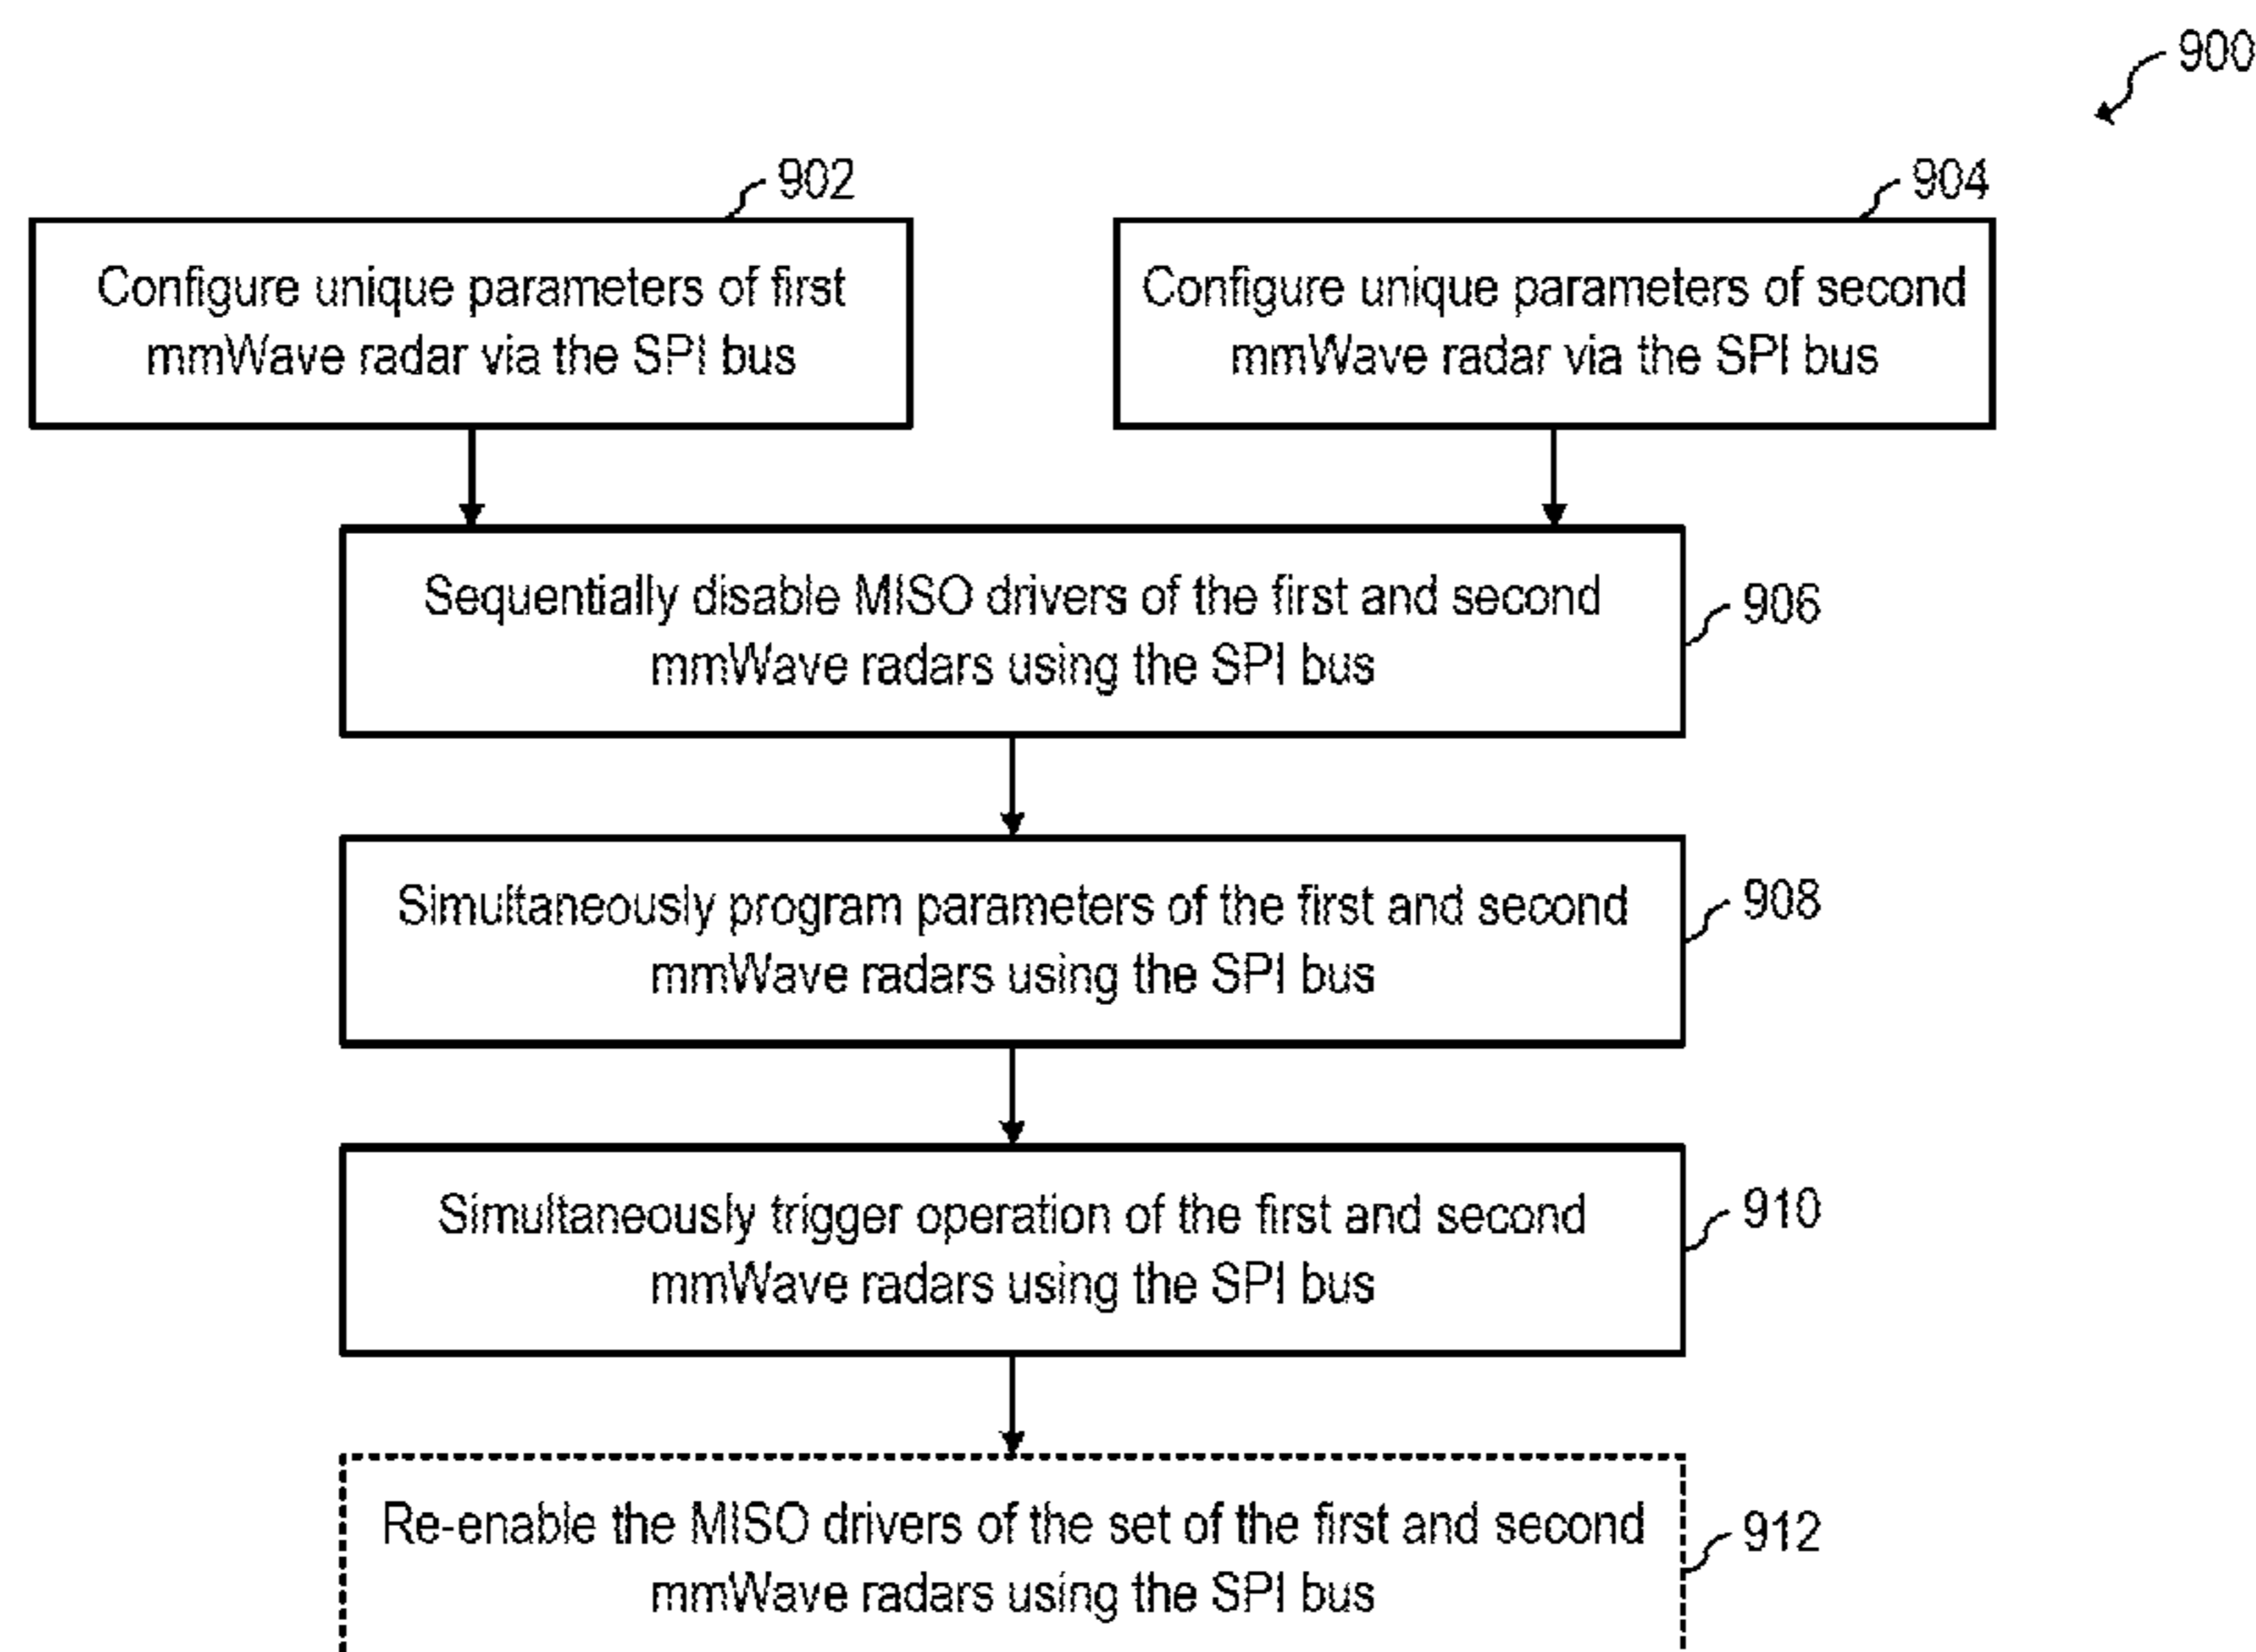 900
902
904
Configure unique parameters of first
mmWave radar via the SPI bus
Configure unique parameters of second
mmWave radar via the SPI bus
Sequentially disable MISO drivers of the first and second
mmWave radars using the SPI bus
906
Simultaneously program parameters of the first and second
mmWave radars using the SPI bus
908
Simultaneously trigger operation of the first and second
mmWave radars using the SPI bus
910
Re-enable the MISO drivers of the set of the first and second
mmWave radars using the SPI bus
912